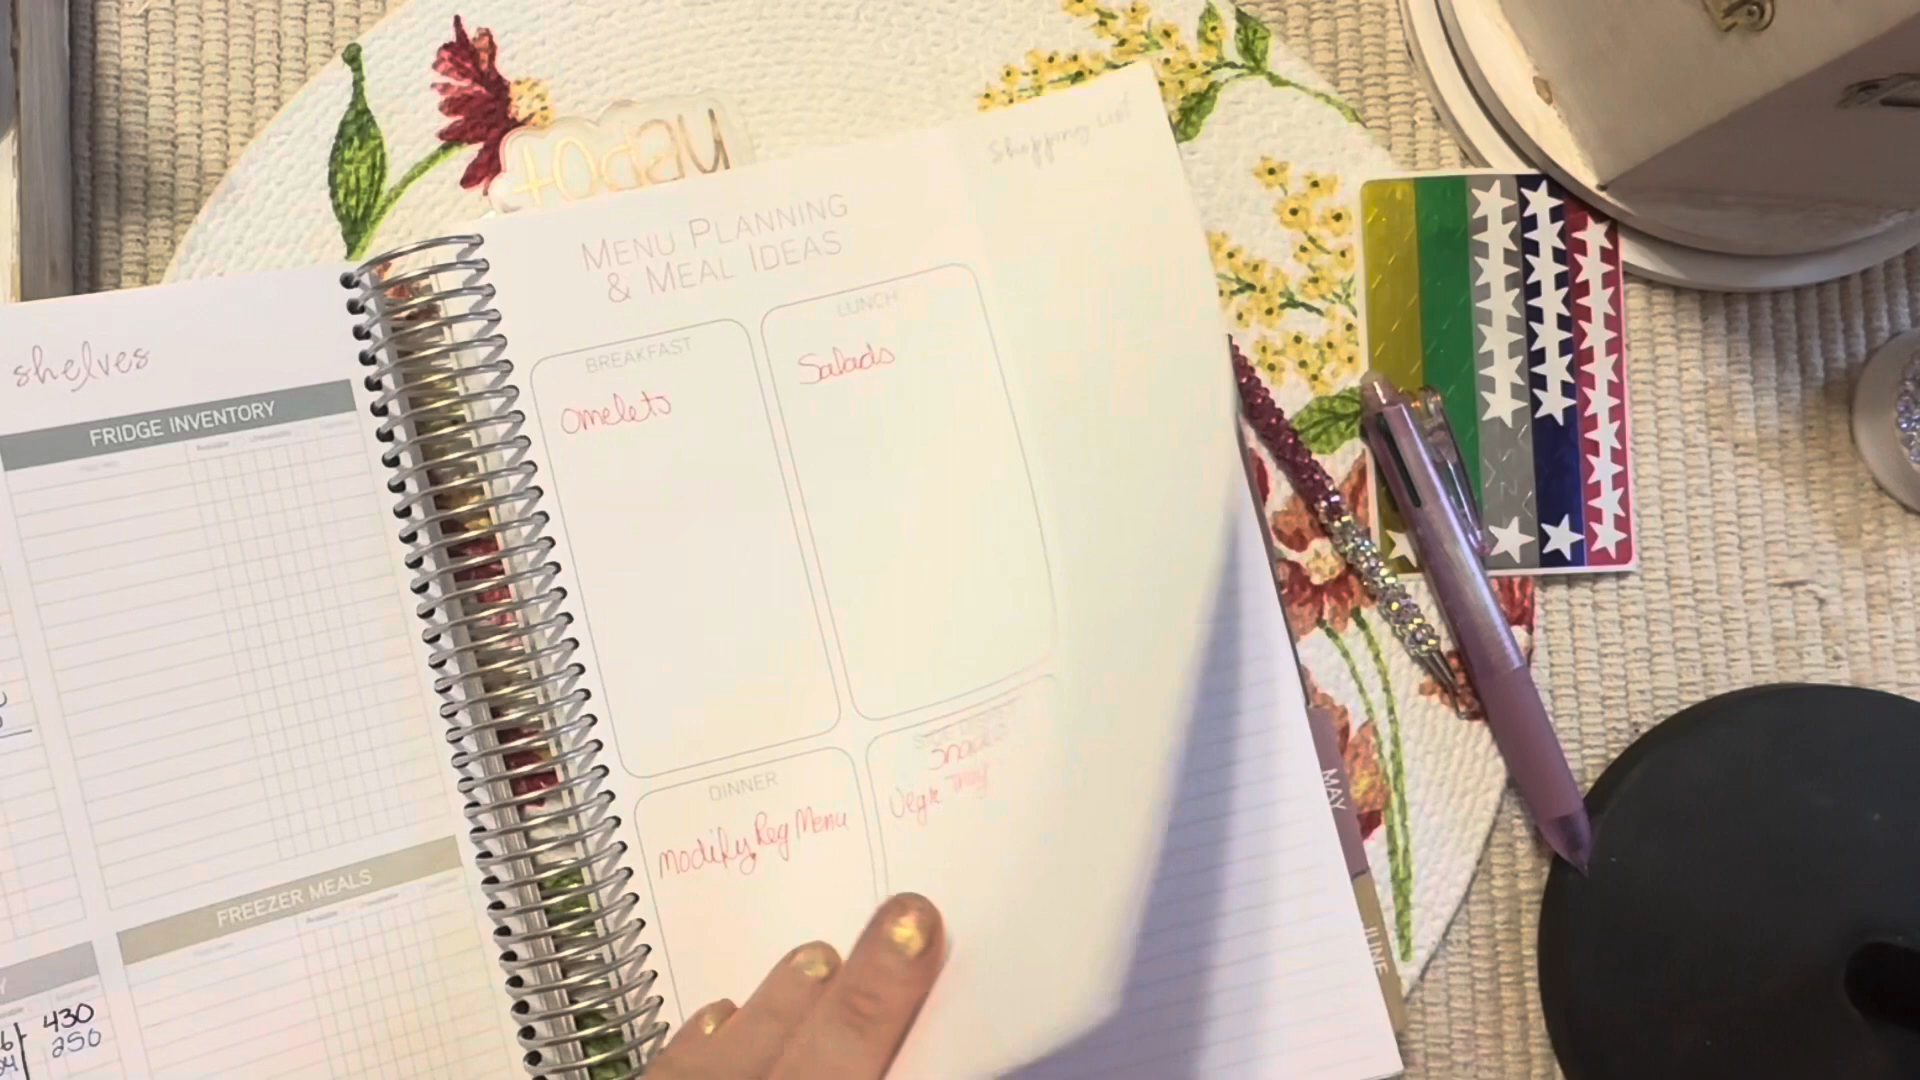 today
Shopping List
MENU PLANNING
& MEAL IDEAS
shelves
FRIDGE INVENTORY
BREAKFAST
Omelets
LUNCH
Salads
DINNER
Modify Reg Menu
Snack
Vegie Tray
FREEZER MEALS
430
250
MAY
JUNE